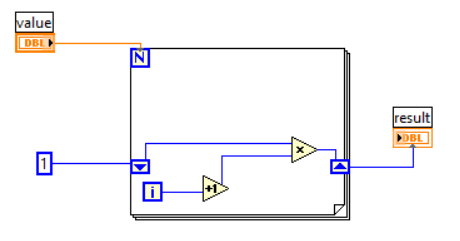 value
DBL
N
result
DBL
1
×
i
+1